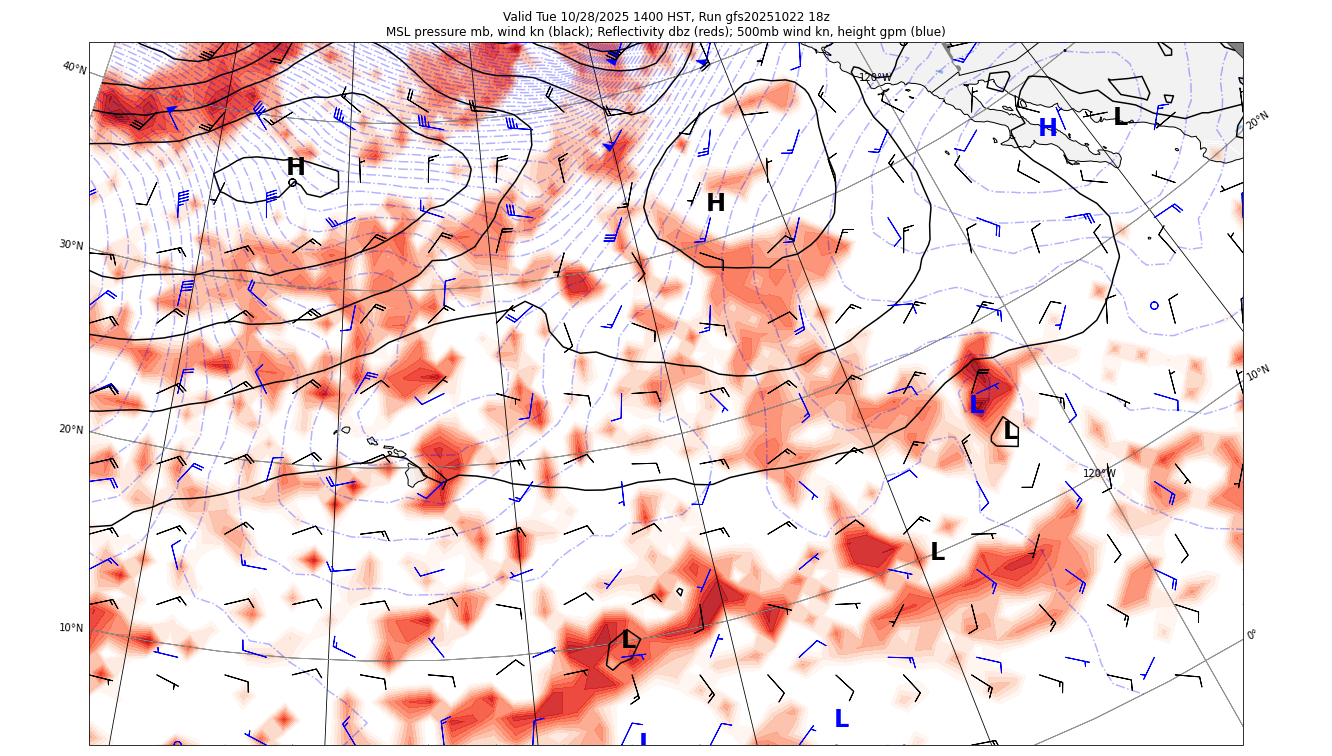 Valid Tue 10/28/2025 1400 HST, Run gfs20251022 18z
MSL pressure mb, wind kn (black); Reflectivity dbz (reds); 500mb wind kn, height gpm (blue)
40°N
120°W
20°N
L
H
H
H
30°N
10°N
L
L
20°N
120°W
L
10°N
0°
L
L
L